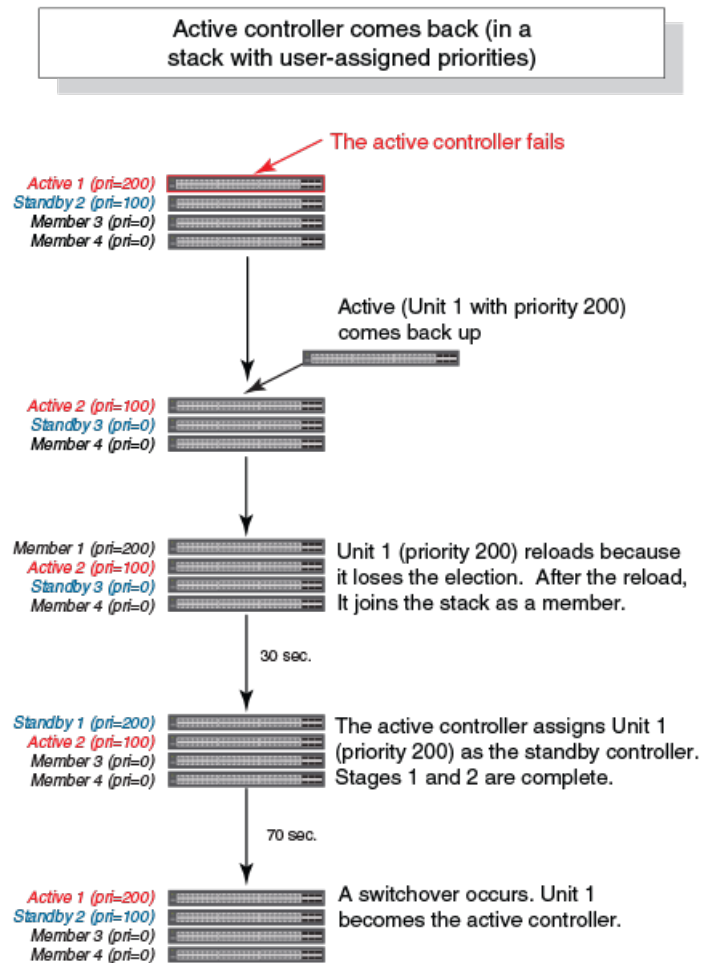 Active controller comes back (in a
stack with user-assigned priorities)
The active controller fails
Active 1 (pri=200)
Standby 2 (pri=100)
Member 3 (pri=0)
Member 4 (pri=0)
Active (Unit 1 with priority 200)
comes back up
Active 2 (pri=100)
Standby 3 (pri=0)
Member 4 (pri=0)
Member 1 (pri=200)
Active 2 (pri=100)
Standby 3 (pri=0)
Member 4 (pri=0)
Unit 1 (priority 200) reloads because
it loses the election. After the reload,
It joins the stack as a member.
30 sec.
Standby 1 (pri=200)
Active 2 (pri=100)
Member 3 (pri=0)
Member 4 (pri=0)
The active controller assigns Unit 1
(priority 200) as the standby controller.
Stages 1 and 2 are complete.
70 sec.
Active 1 (pri=200)
Standby 2 (pri=100)
Member 3 (pri=0)
Member 4 (pri=0)
A switchover occurs. Unit 1
becomes the active controller.